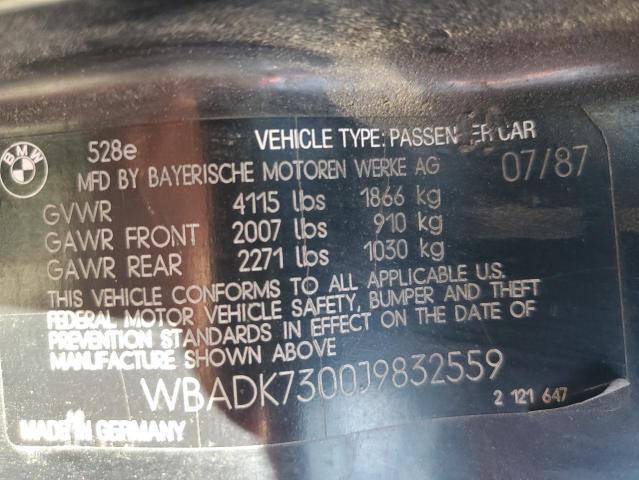 BMW
528e VEHICLE TYPE: PASSENGER CAR
MFD BY BAYERISCHE MOTOREN WERKE AG 07/87
GVWR 4115 lbs 1866 kg
GAWR FRONT 2007 lbs 910 kg
GAWR REAR 2271 lbs 1030 kg
THIS VEHICLE CONFORMS TO ALL APPLICABLE U.S.
FEDERAL MOTOR VEHICLE SAFETY, BUMPER AND THEFT
PREVENTION STANDARDS IN EFFECT ON THE DATE OF
MANUFACTURE SHOWN ABOVE
WBADK7300J9832559 2 121 647
MADE IN GERMANY